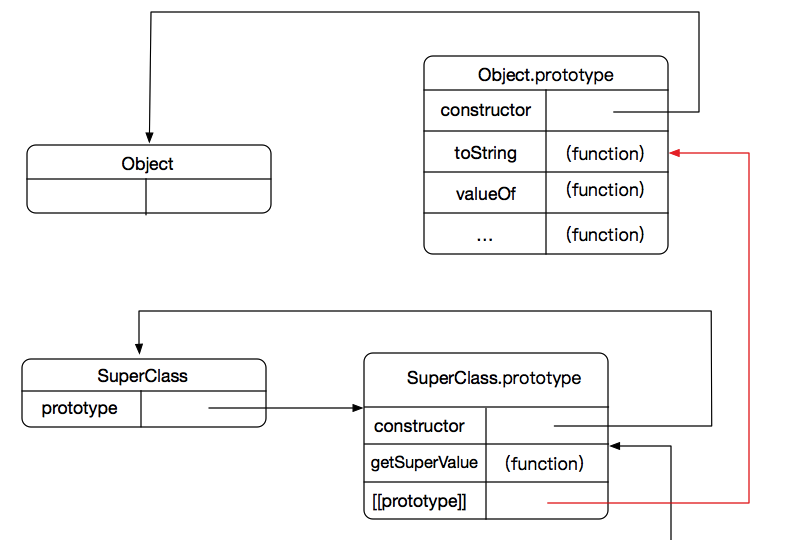 Object.prototype
constructor
toString (function)
valueOf (function)
... (function)
Object
SuperClass
prototype
SuperClass.prototype
constructor
getSuperValue (function)
[[prototype]]